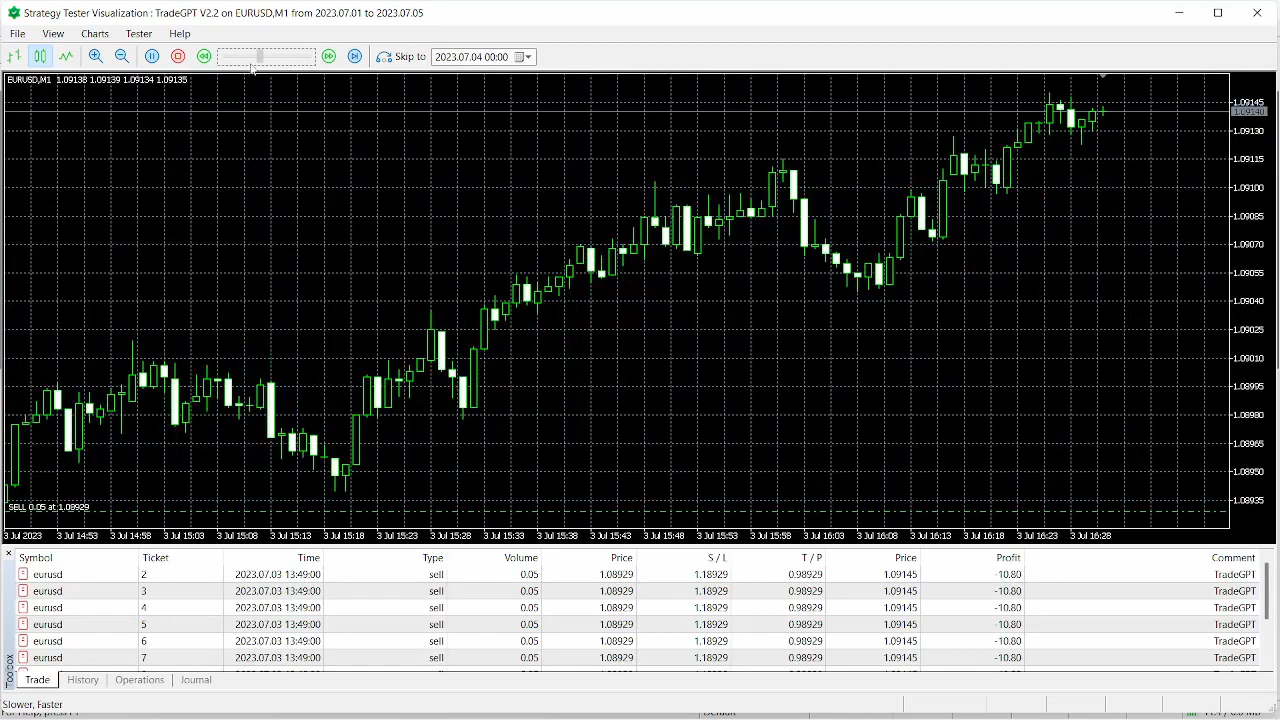 Strategy Tester Visualization : TradeGPT V2.2 on EURUSD,M1 from 2023.07.01 to 2023.07.05
File View Charts Tester Help
Skip to 2023.07.04 00:00
EURUSD,M1 1.09138 1.09139 1.09134 1.09135
1.09145
1.09140
1.09130
1.09115
1.09100
1.09085
1.09070
1.09055
1.09040
1.09025
1.09010
1.08995
1.08980
1.08965
1.08950
1.08935
SELL 0.05 at 1.08929
3 Jul 2023 3 Jul 14:53 3 Jul 14:58 3 Jul 15:03 3 Jul 15:08 3 Jul 15:13 3 Jul 15:18 3 Jul 15:23 3 Jul 15:28 3 Jul 15:33 3 Jul 15:38 3 Jul 15:43 3 Jul 15:48 3 Jul 15:53 3 Jul 15:58 3 Jul 16:03 3 Jul 16:08 3 Jul 16:13 3 Jul 16:18 3 Jul 16:23 3 Jul 16:28
Symbol Ticket Time Type Volume Price S / L T / P Price Profit Comment
eurusd 2 2023.07.03 13:49:00 sell 0.05 1.08929 1.18929 0.98929 1.09145 -10.80 TradeGPT
eurusd 3 2023.07.03 13:49:00 sell 0.05 1.08929 1.18929 0.98929 1.09145 -10.80 TradeGPT
eurusd 4 2023.07.03 13:49:00 sell 0.05 1.08929 1.18929 0.98929 1.09145 -10.80 TradeGPT
eurusd 5 2023.07.03 13:49:00 sell 0.05 1.08929 1.18929 0.98929 1.09145 -10.80 TradeGPT
eurusd 6 2023.07.03 13:49:00 sell 0.05 1.08929 1.18929 0.98929 1.09145 -10.80 TradeGPT
eurusd 7 2023.07.03 13:49:00 sell 0.05 1.08929 1.18929 0.98929 1.09145 -10.80 TradeGPT
Toolbox
Trade History Operations Journal
Slower, Faster